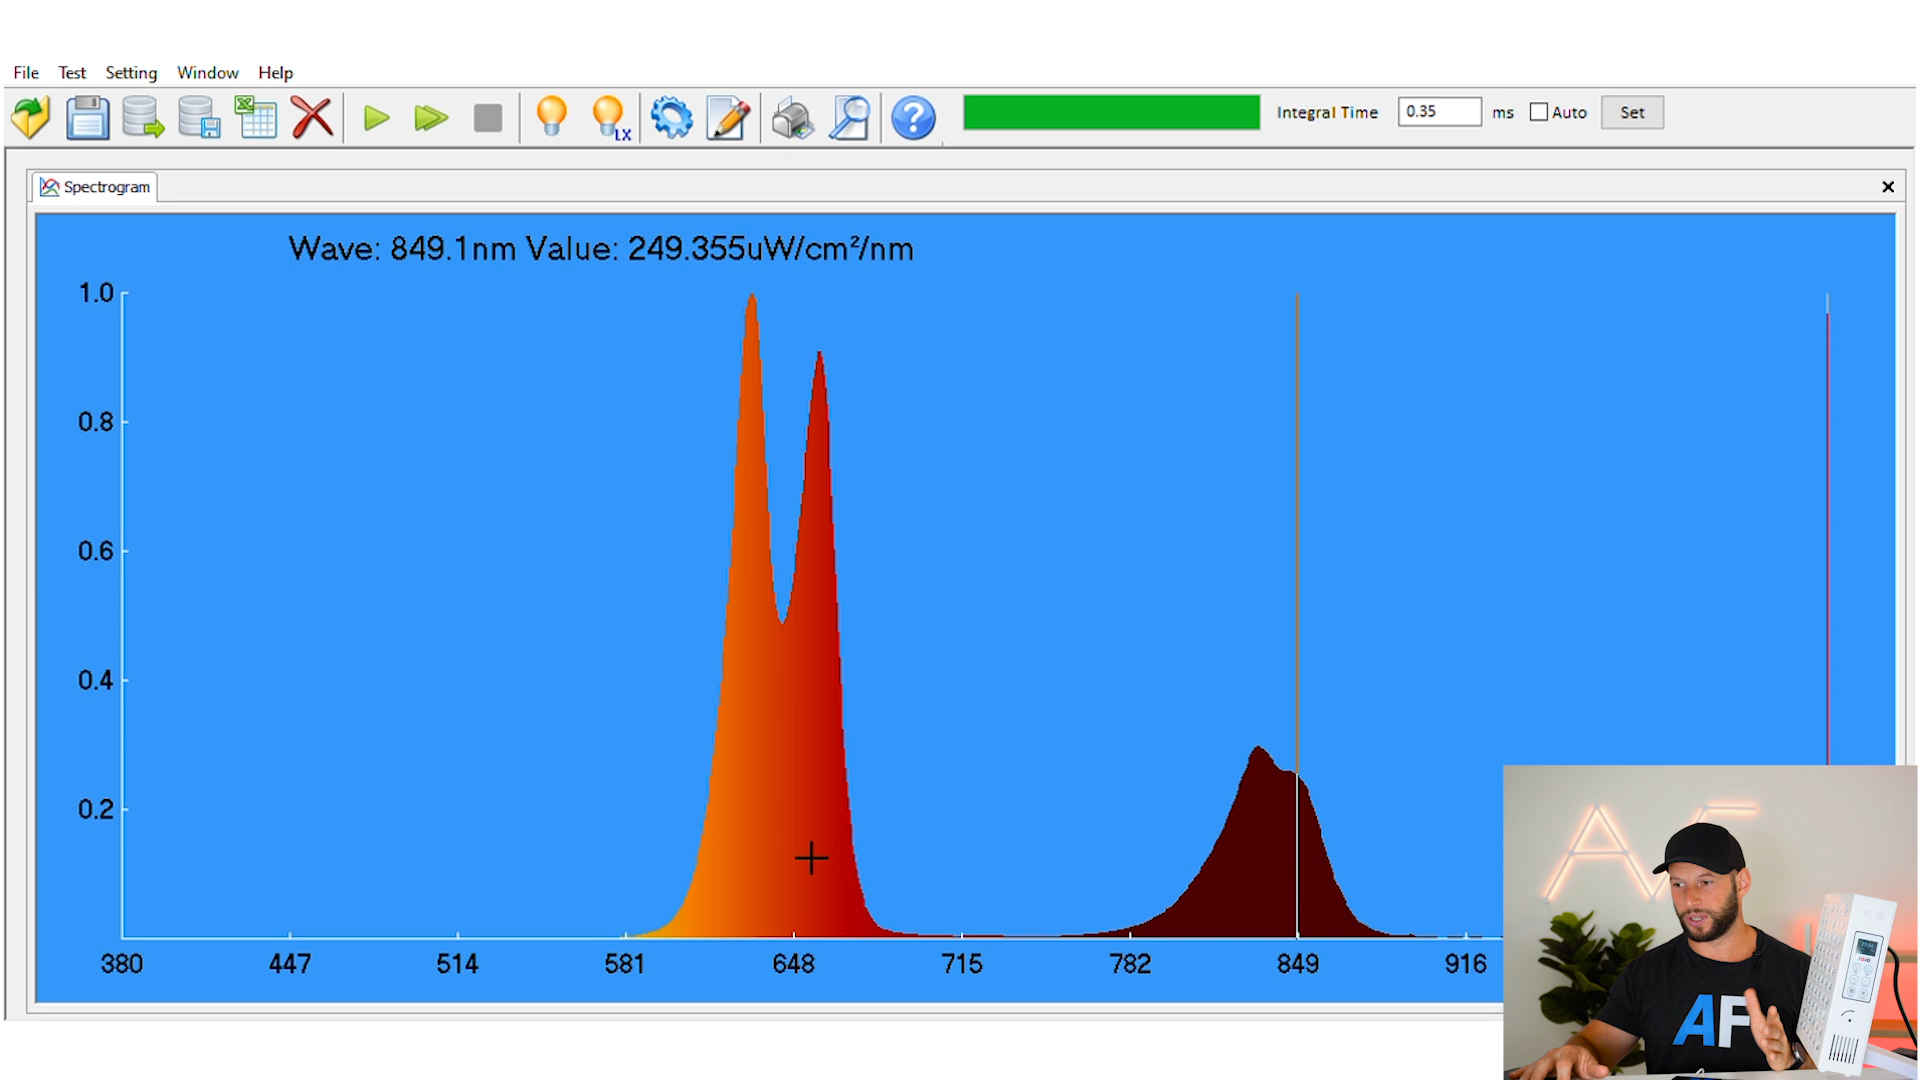 File Test Setting Window Help
LX
Integral Time 0.35 ms Auto Set
Spectrogram
Wave: 849.1nm Value: 249.355uW/cm²/nm
1.0
0.8
0.6
0.4
0.2
380 447 514 581 648 715 782 849 916
AF